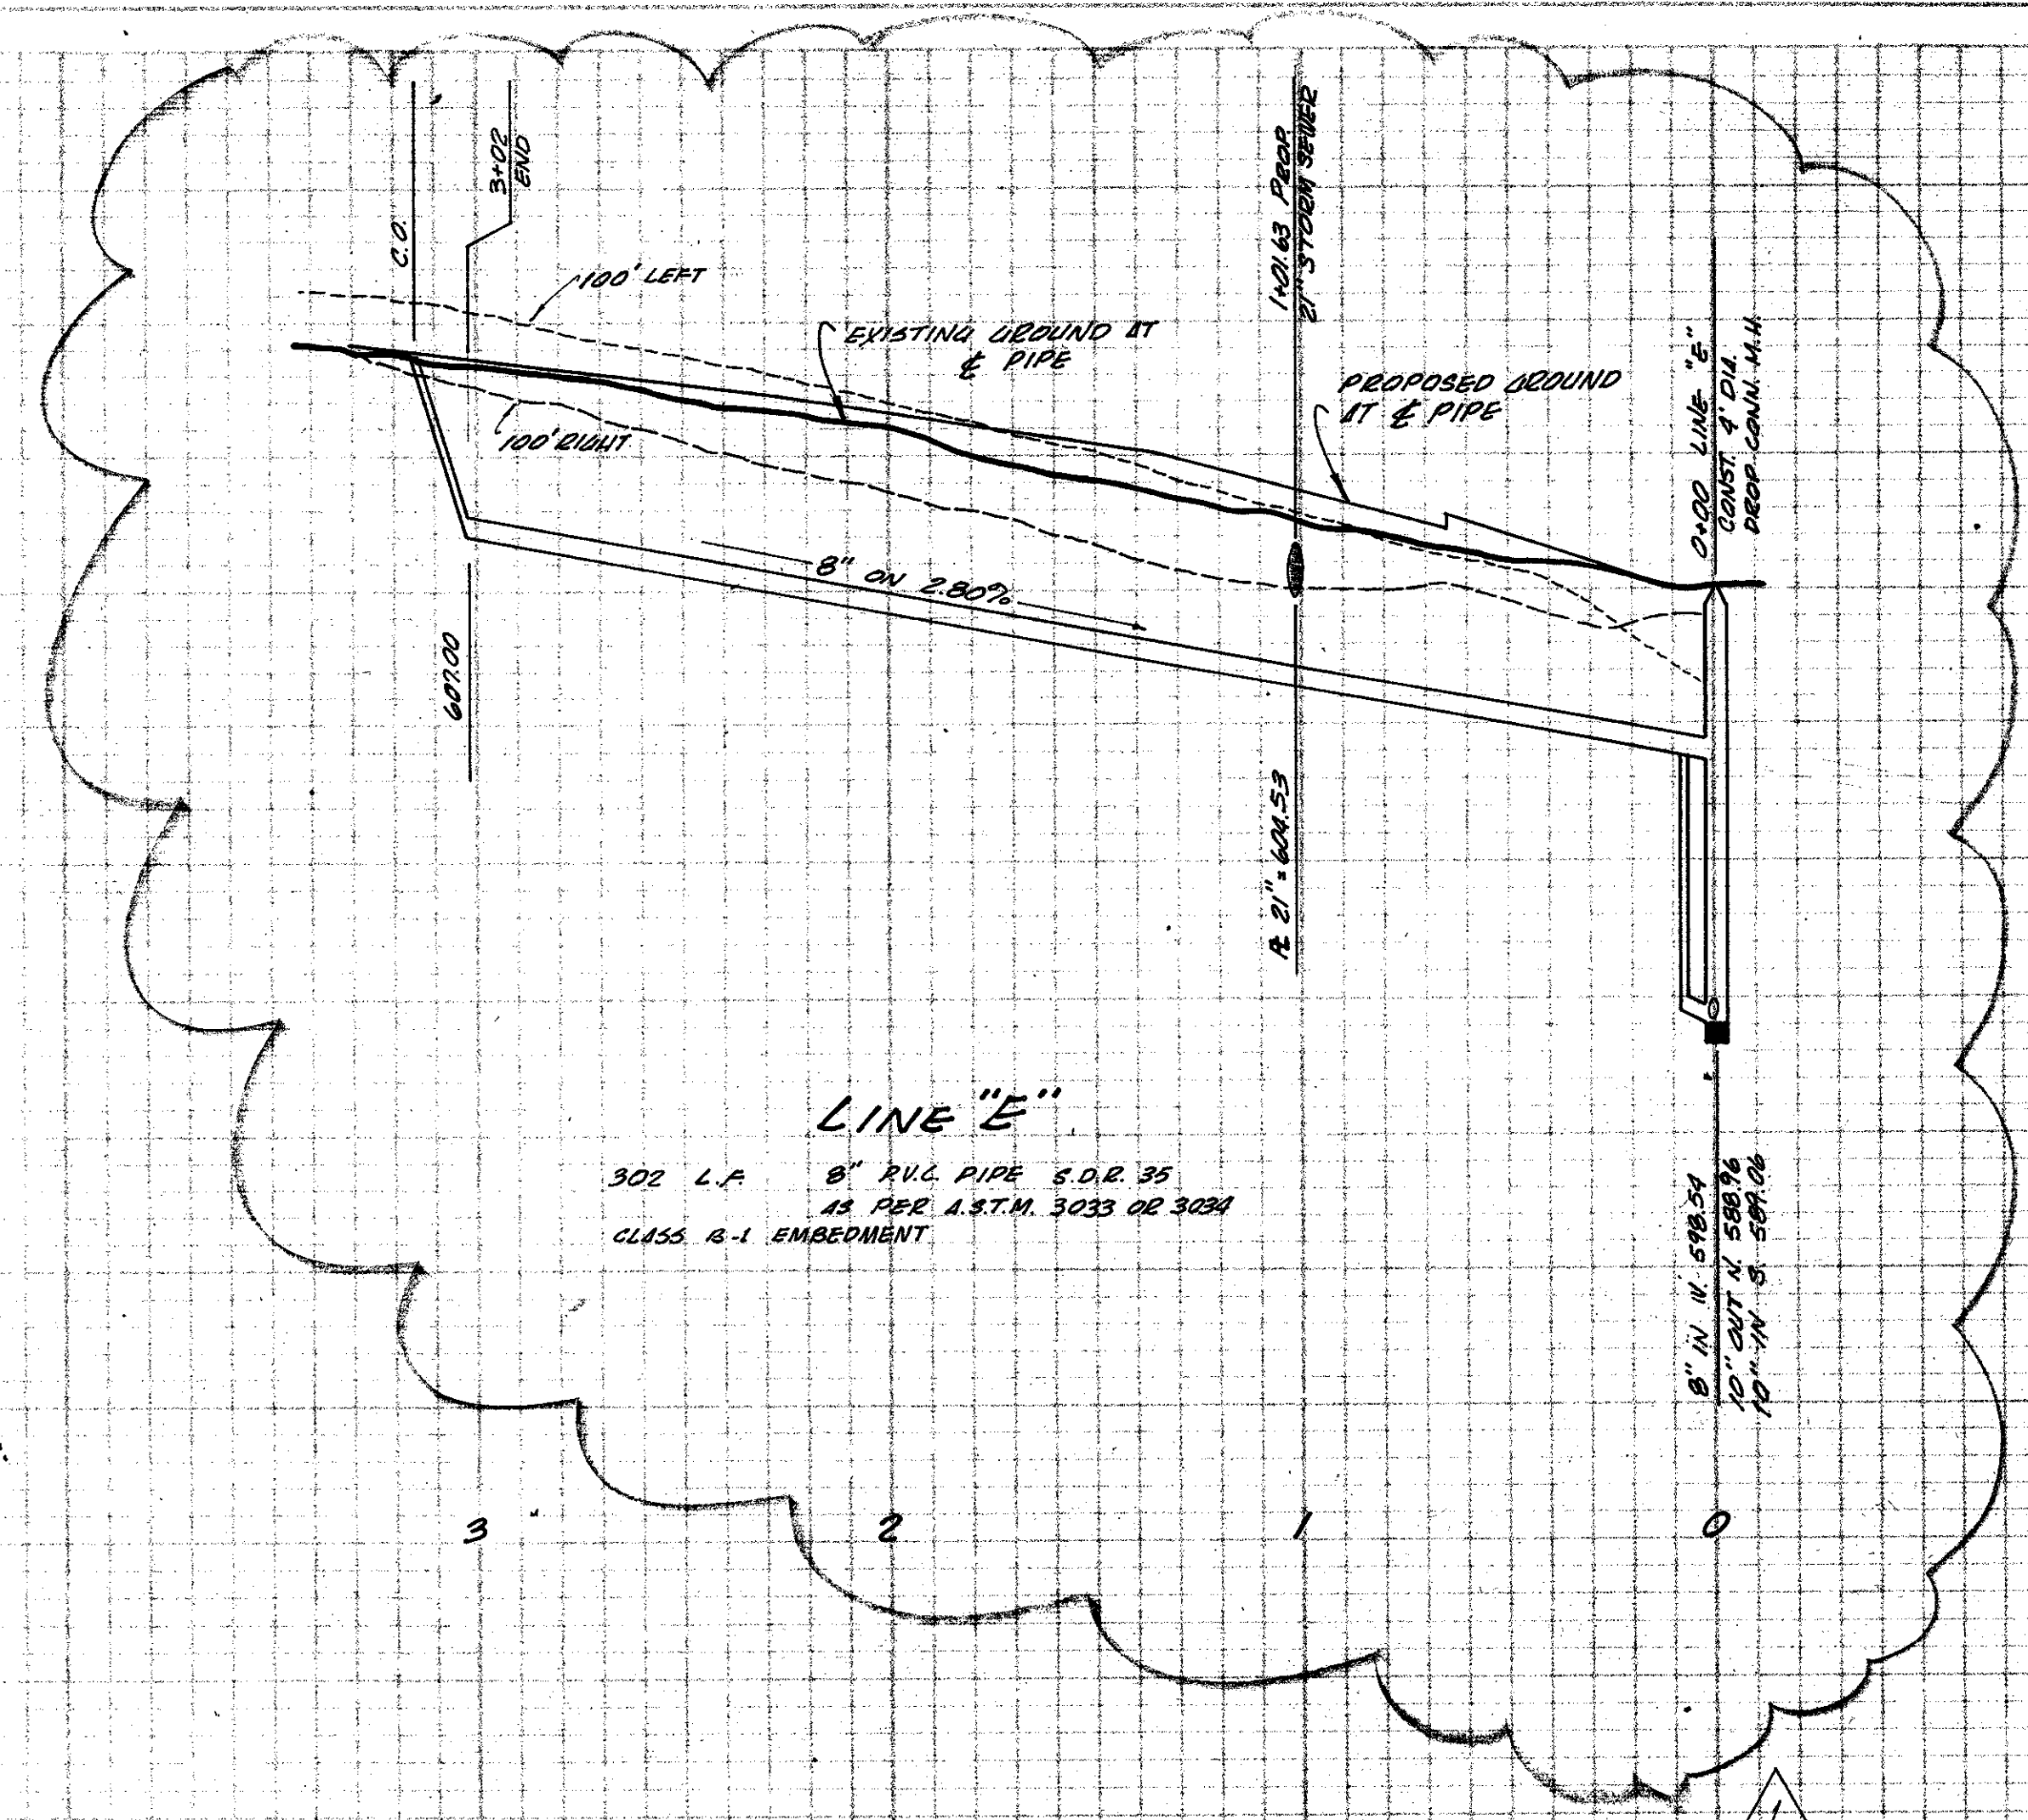 C.O.
3+02
END
1+01.63 PROP.
21" STORM SEWER
100' LEFT
EXISTING GROUND AT
℄ PIPE
100' RIGHT
PROPOSED GROUND
AT ℄ PIPE
0+00 LINE "E"
CONST. 4' DIA.
DROP CONN. M.H.
8" ON 2.80%
607.00
℄ 21" = 604.53
LINE "E"
302 L.F. 8" P.V.C. PIPE S.D.R. 35
AS PER A.S.T.M. 3033 OR 3034
CLASS B-1 EMBEDMENT
8" IN W. 598.54
10" OUT N. 588.96
10" IN S. 589.06
3 2 1 0
1